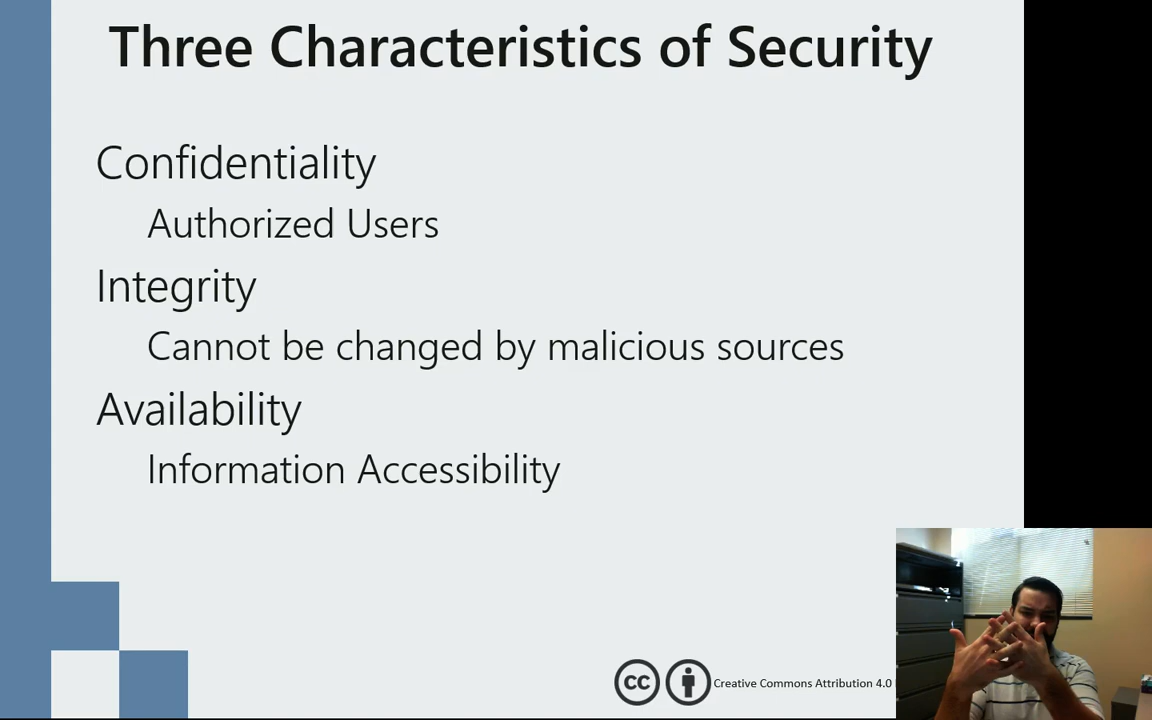 Three Characteristics of Security
Confidentiality
Authorized Users
Integrity
Cannot be changed by malicious sources
Availability
Information Accessibility
cc
Creative Commons Attribution 4.0